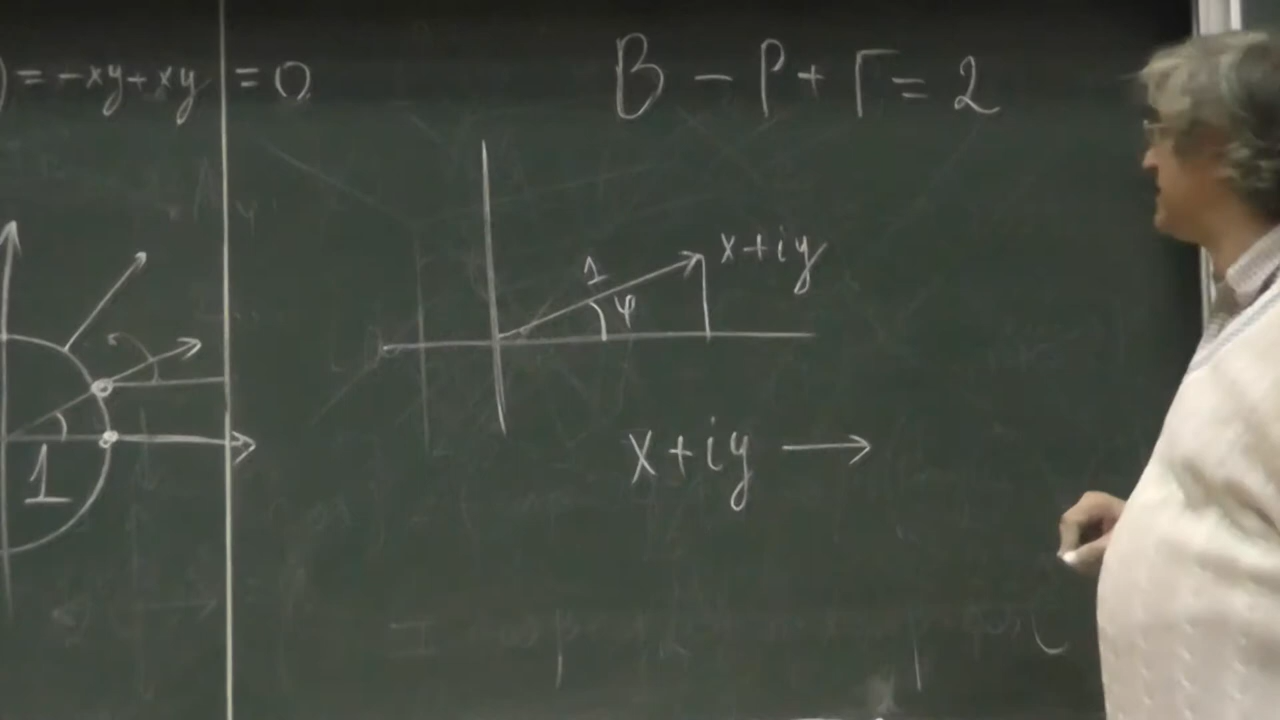 ) = -xy + xy = 0
В - Р + Г = 2
x + iy
1
φ
1
x + iy →